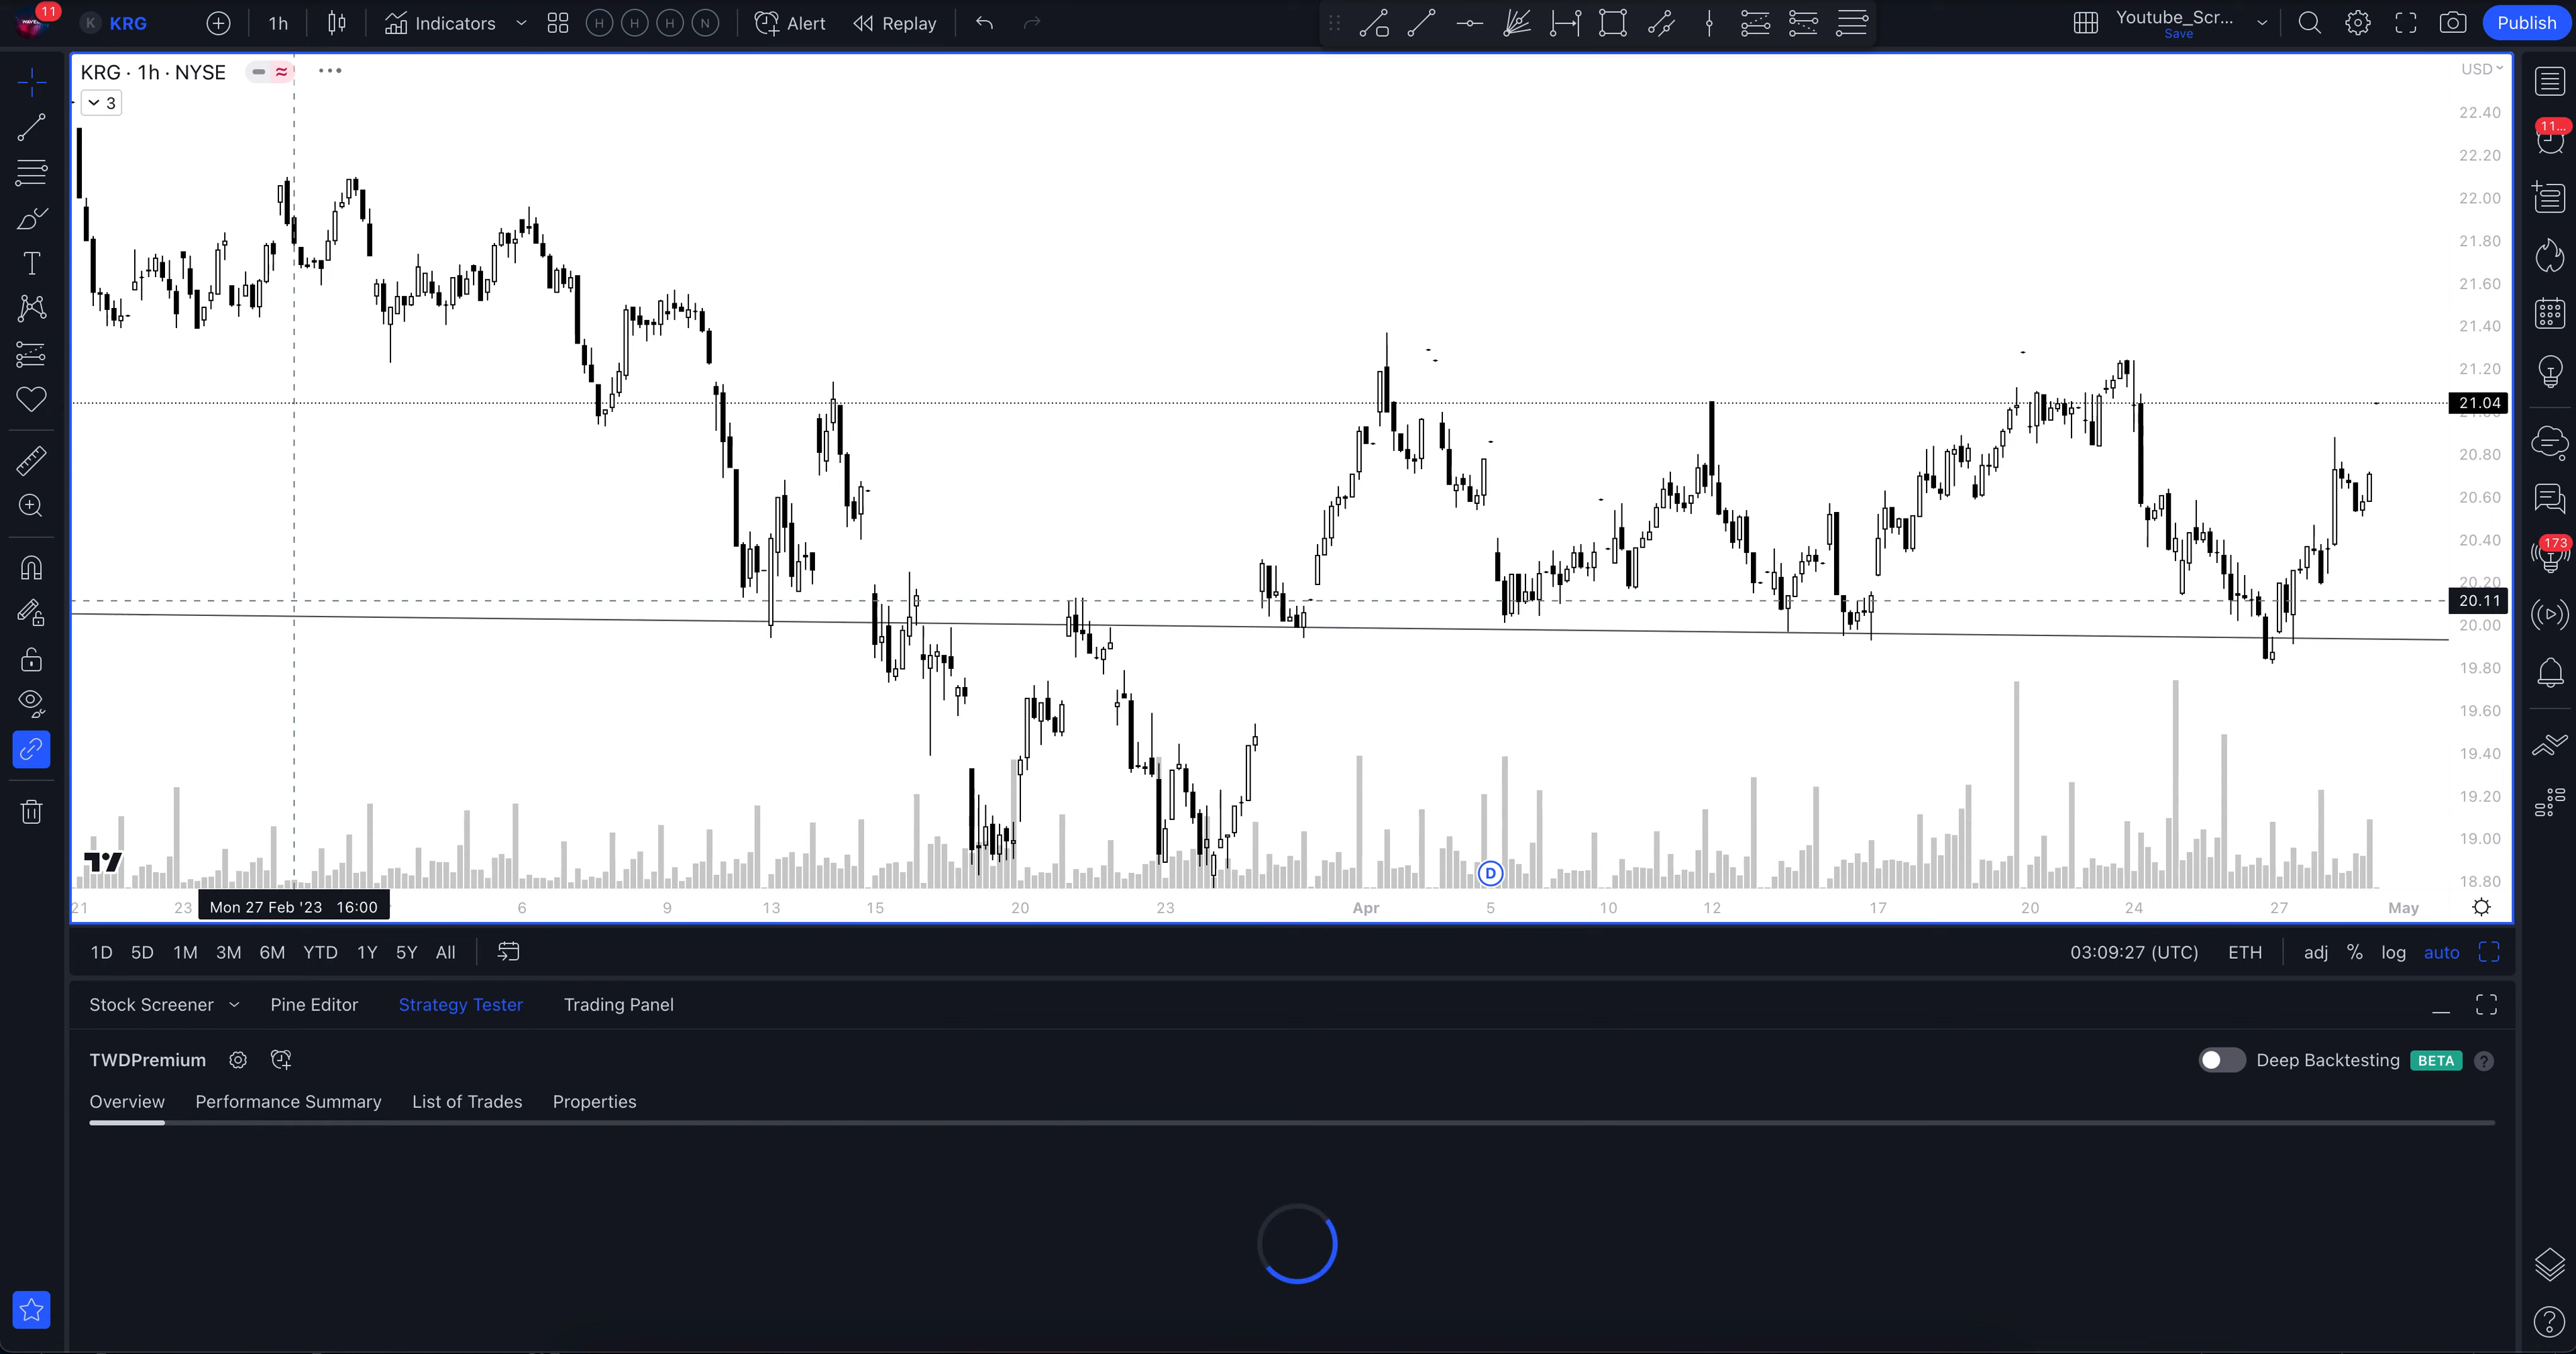 11
K KRG 1h Indicators H H H N Alert Replay Youtube_Scr... Save Publish
KRG · 1h · NYSE
USD
3
22.40
22.20
22.00
21.80
21.60
21.40
21.20
21.04
20.80
20.60
20.40
20.20
20.11
20.00
19.80
19.60
19.40
19.20
19.00
18.80
11...
173
D
21 23 Mon 27 Feb '23 16:00 6 9 13 15 20 23 Apr 5 10 12 17 20 24 27 May
1D 5D 1M 3M 6M YTD 1Y 5Y All 03:09:27 (UTC) ETH adj % log auto
Stock Screener Pine Editor Strategy Tester Trading Panel
TWDPremium Deep Backtesting BETA ?
Overview Performance Summary List of Trades Properties